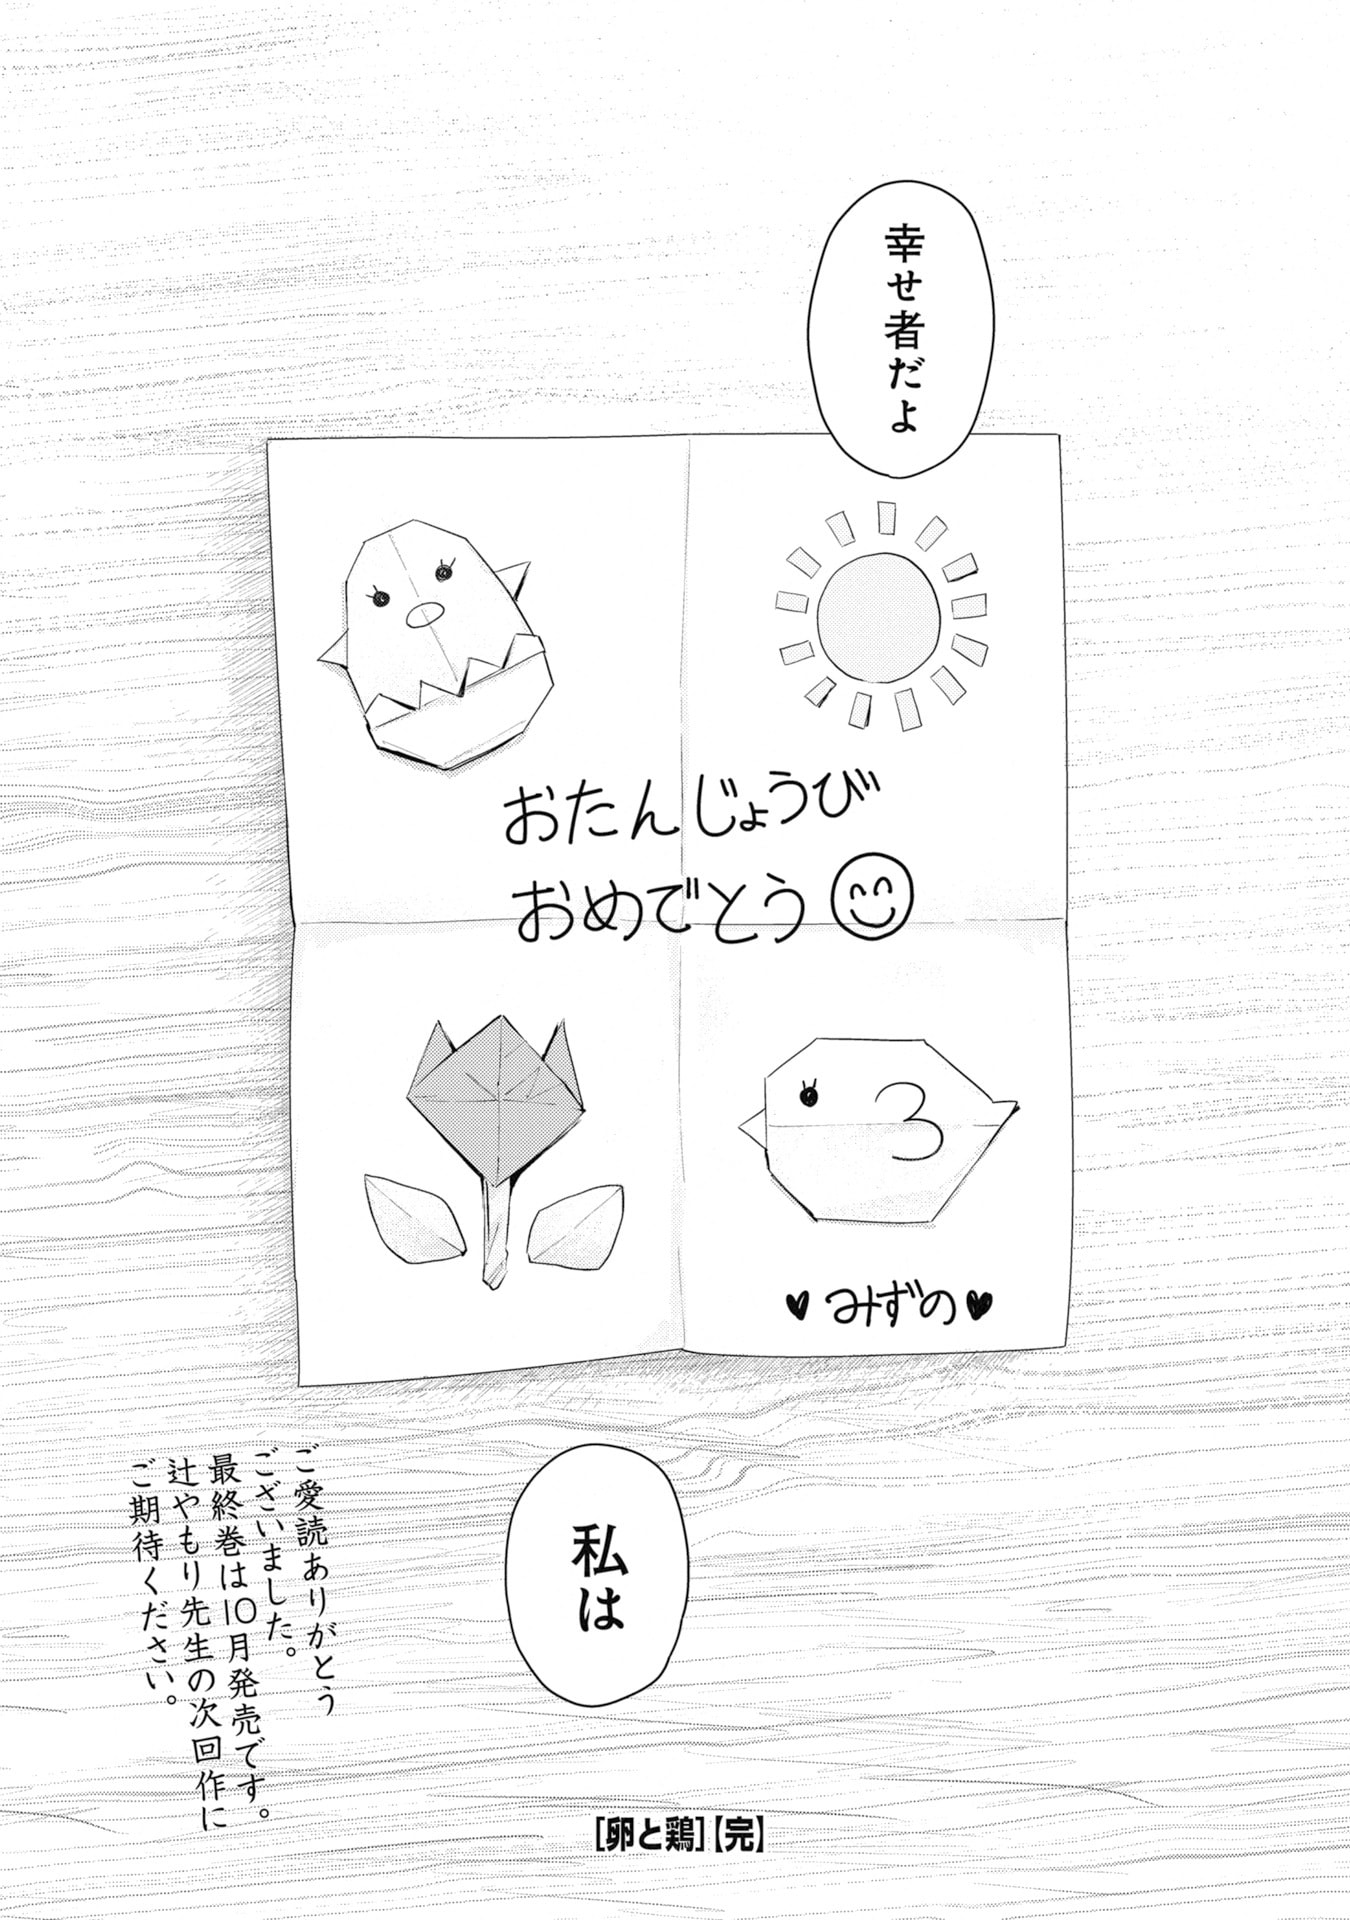 幸せ者だよ
おたんじょうび
おめでとう
みずの
私は
ご愛読ありがとう
ございました。
最終巻は10月発売です。
辻やもり先生の次回作に
ご期待ください。
[卵と鶏]【完】